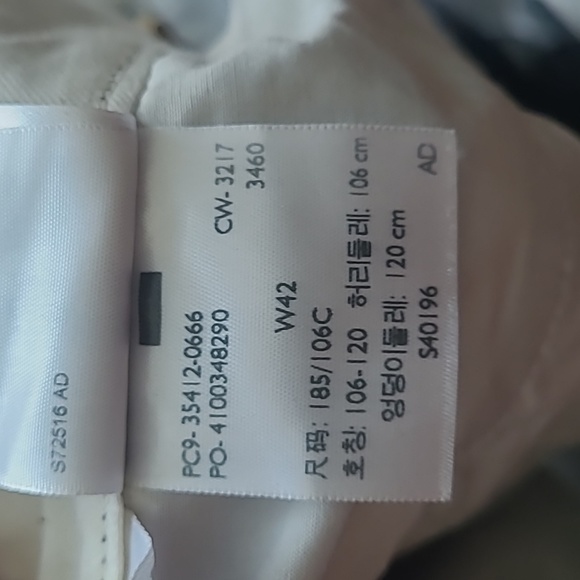 S72516 AD
PC9- 35412-0666 CW- 3217
PO- 4100348290 3460
W42
尺码: 185/106C
호칭: 106-120 허리둘레: 106 cm
엉덩이둘레: 120 cm
S40196 AD